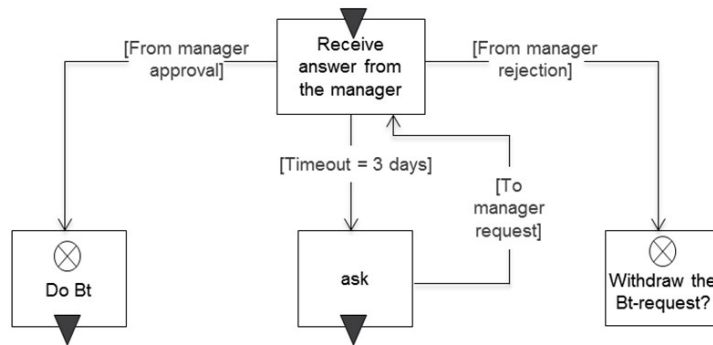 Receive
answer from
the manager
[From manager
approval]
[From manager
rejection]
[Timeout = 3 days]
[To
manager
request]
Do Bt
ask
Withdraw the
Bt-request?